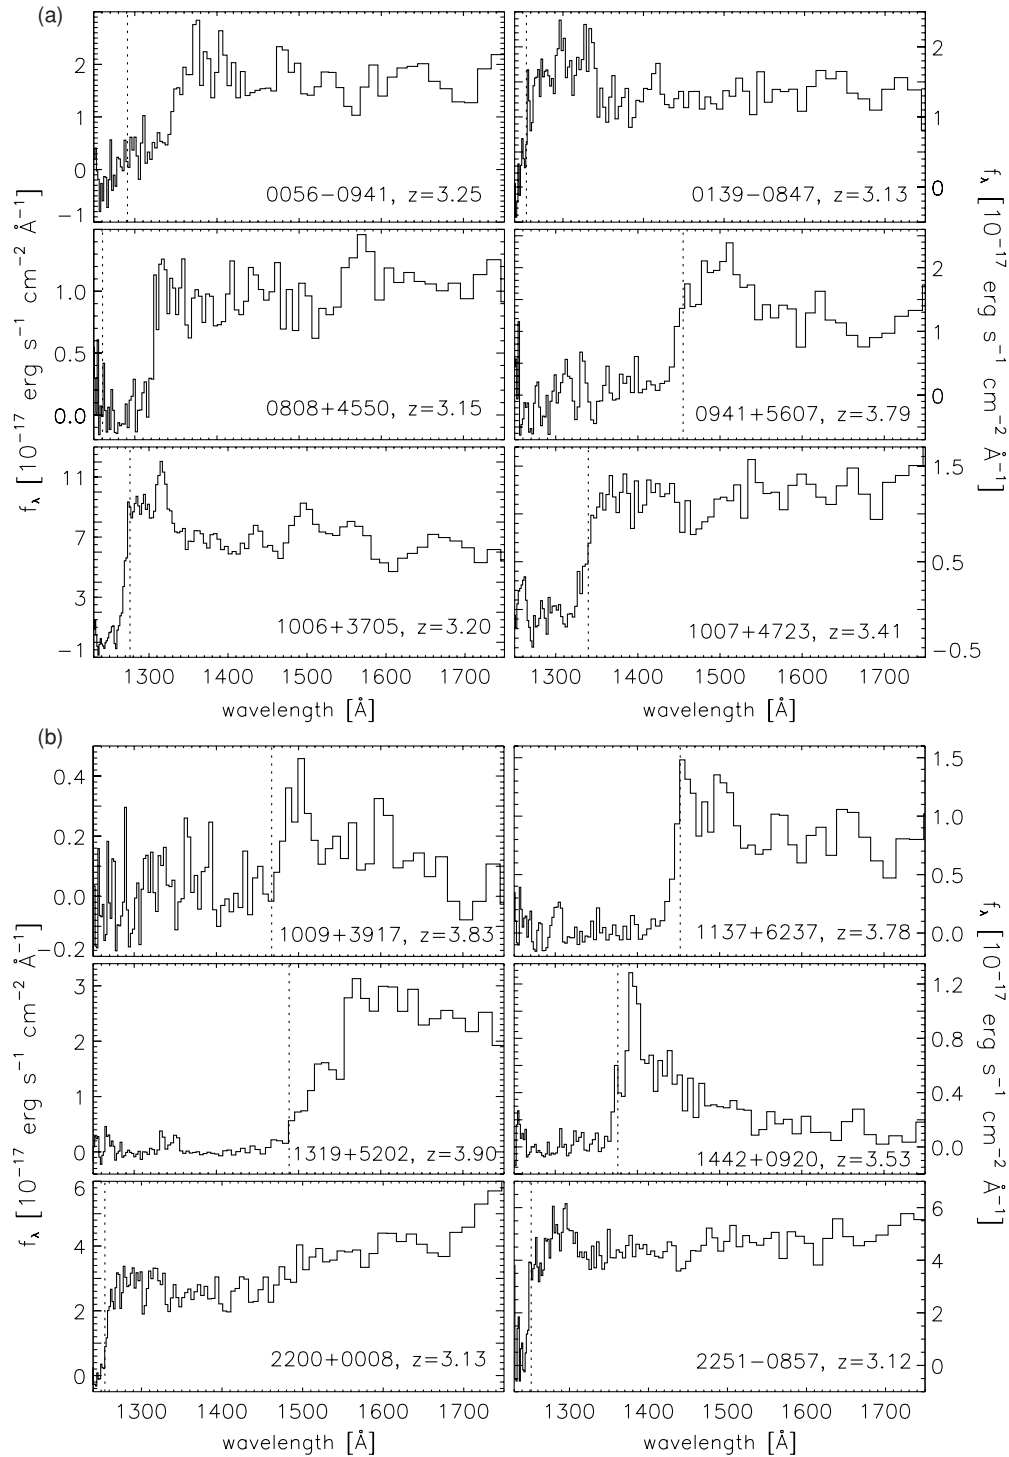 (a)
2
1
0
−1
0056−0941, z=3.25
2
1
0
0139−0847, z=3.13
1.0
0.5
0.0
0808+4550, z=3.15
2
1
0
0941+5607, z=3.79
11
7
3
−1
1006+3705, z=3.20
1.5
0.5
−0.5
1007+4723, z=3.41
f_λ [10⁻¹⁷ erg s⁻¹ cm⁻² Å⁻¹]
f_λ [10⁻¹⁷ erg s⁻¹ cm⁻² Å⁻¹]
1300 1400 1500 1600 1700
1300 1400 1500 1600 1700
wavelength [Å]
wavelength [Å]
(b)
0.4
0.2
0.0
−0.2
1009+3917, z=3.83
1.5
1.0
0.5
0.0
1137+6237, z=3.78
3
2
1
0
1319+5202, z=3.90
1.2
0.8
0.4
0.0
1442+0920, z=3.53
6
4
2
0
2200+0008, z=3.13
6
4
2
0
2251−0857, z=3.12
f_λ [10⁻¹⁷ erg s⁻¹ cm⁻² Å⁻¹]
f_λ [10⁻¹⁷ erg s⁻¹ cm⁻² Å⁻¹]
1300 1400 1500 1600 1700
1300 1400 1500 1600 1700
wavelength [Å]
wavelength [Å]